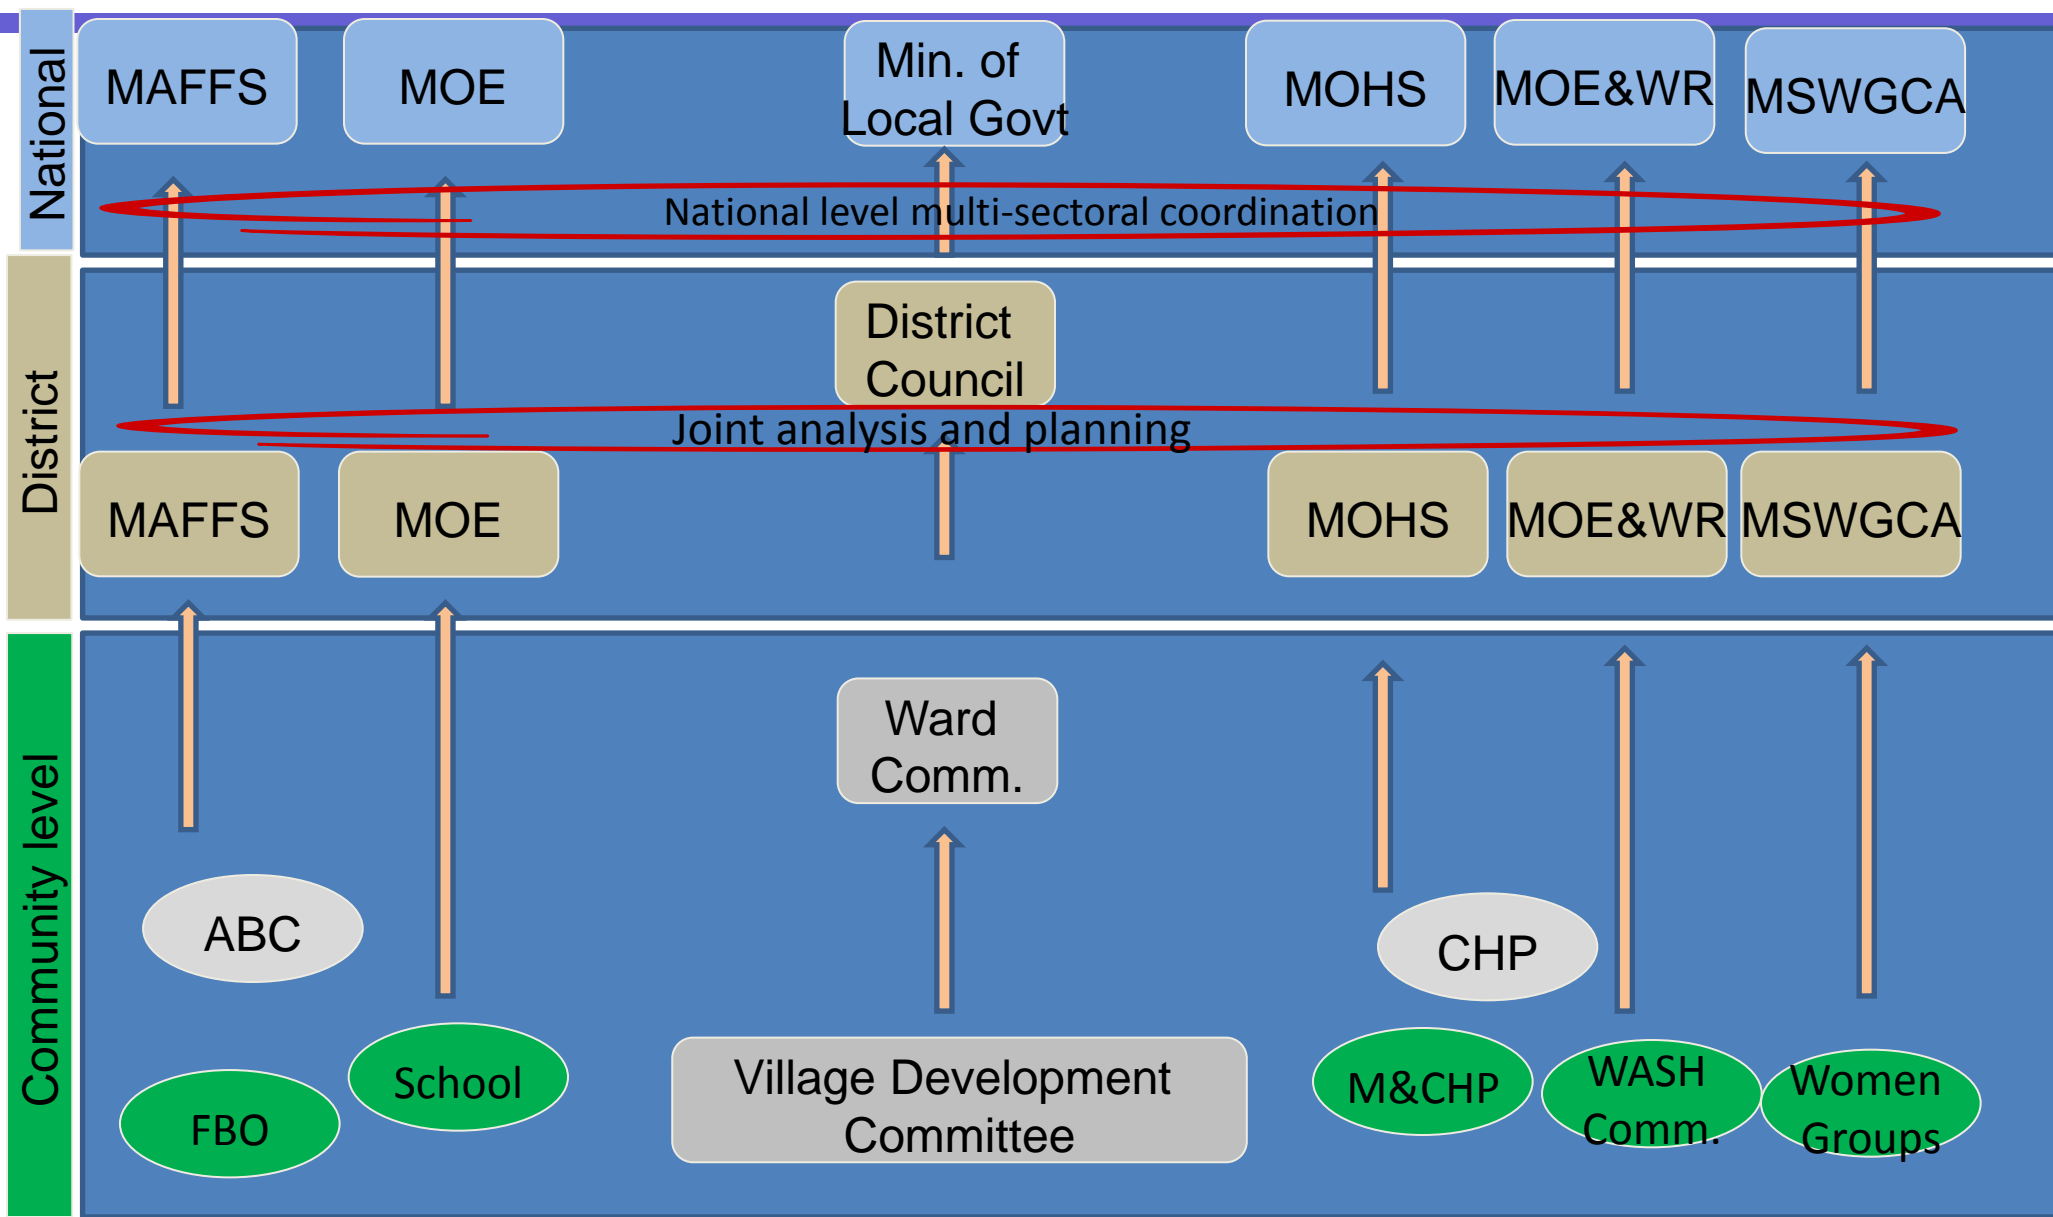 National
MAFFS
MOE
Min. of
Local Govt
MOHS
MOE&WR
MSWGCA
National level multi-sectoral coordination
District
District
Council
Joint analysis and planning
MAFFS
MOE
MOHS
MOE&WR
MSWGCA
Community level
Ward
Comm.
ABC
CHP
FBO
School
Village Development
Committee
M&CHP
WASH
Comm.
Women
Groups